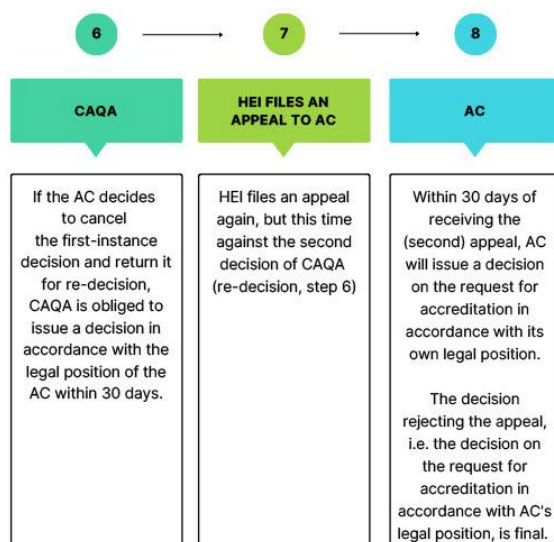 6
7
8
CAQA
HEI FILES AN
APPEAL TO AC
AC
If the AC decides
to cancel
the first-instance
decision and return it
for re-decision,
CAQA is obliged to
issue a decision in
accordance with the
legal position of the
AC within 30 days.
HEI files an appeal
again, but this time
against the second
decision of CAQA
(re-decision, step 6)
Within 30 days of
receiving the
(second) appeal, AC
will issue a decision
on the request for
accreditation in
accordance with its
own legal position.
The decision
rejecting the appeal,
i.e. the decision on
the request for
accreditation in
accordance with AC's
legal position, is final.